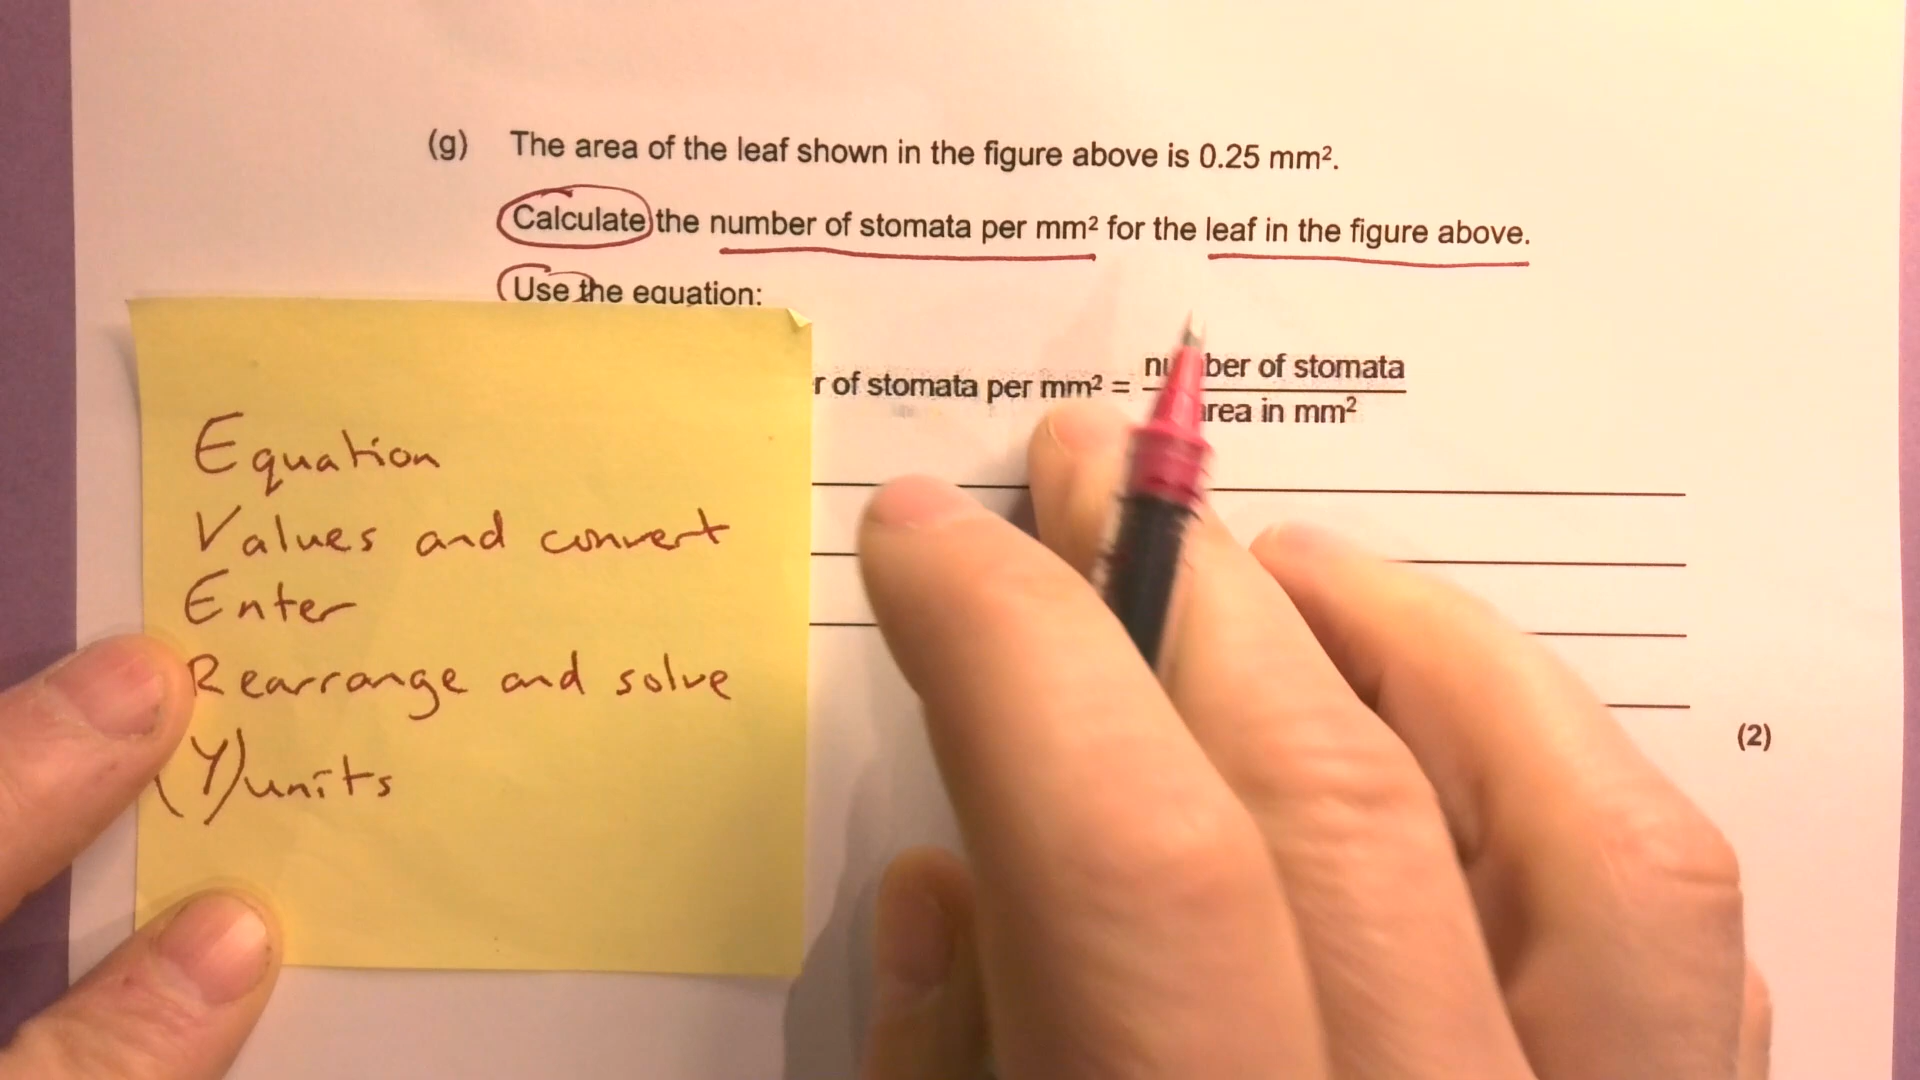 (g) The area of the leaf shown in the figure above is 0.25 mm².
Calculate the number of stomata per mm² for the leaf in the figure above.
Use the equation:
r of stomata per mm² = number of stomata
area in mm²
(2)
Equation
Values and convert
Enter
Rearrange and solve
(Y) units